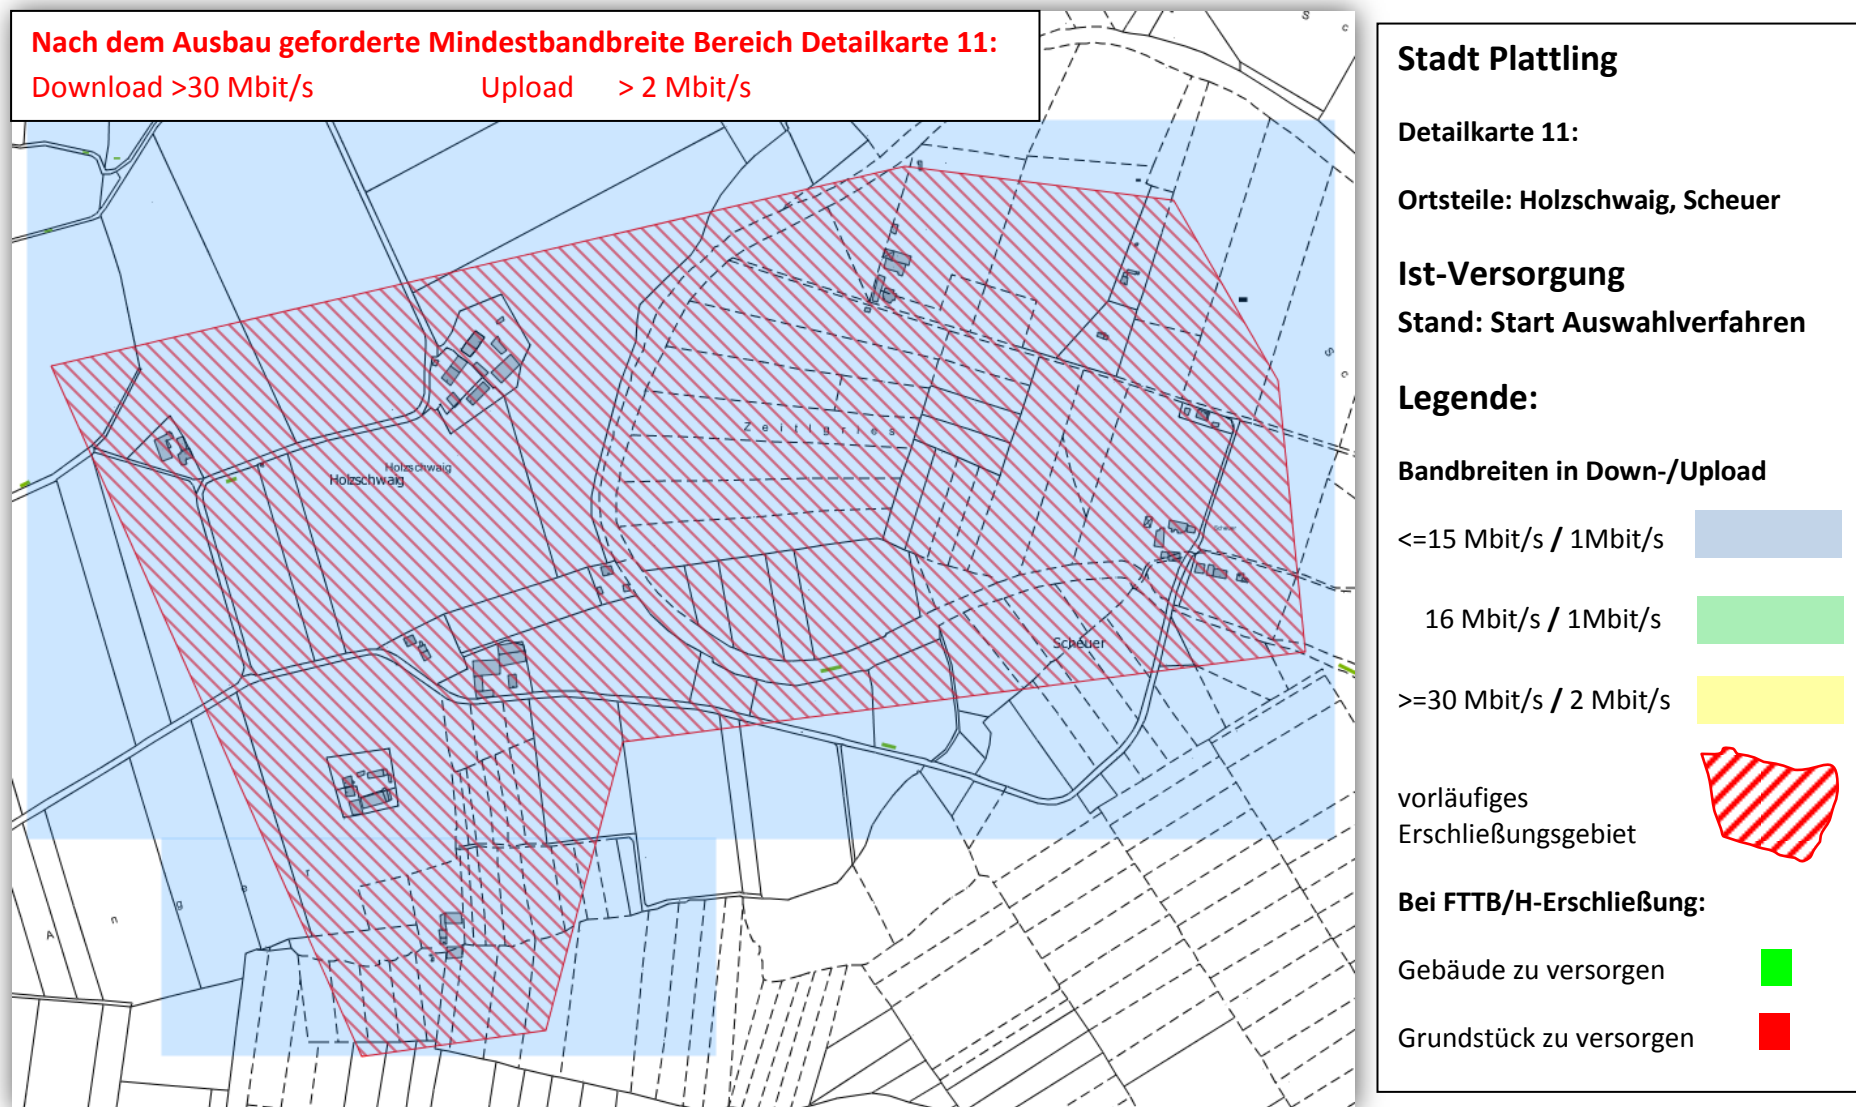 Nach dem Ausbau geforderte Mindestbandbreite Bereich Detailkarte 11:
Download >30 Mbit/s Upload > 2 Mbit/s
S c
S c
Zeitlgries
Holzschwaig
Holzschwaig
Scheuer
Scheuer
A n g e r
Stadt Plattling
Detailkarte 11:
Ortsteile: Holzschwaig, Scheuer
Ist-Versorgung
Stand: Start Auswahlverfahren
Legende:
Bandbreiten in Down-/Upload
<=15 Mbit/s / 1Mbit/s
16 Mbit/s / 1Mbit/s
>=30 Mbit/s / 2 Mbit/s
vorläufiges
Erschließungsgebiet
Bei FTTB/H-Erschließung:
Gebäude zu versorgen
Grundstück zu versorgen